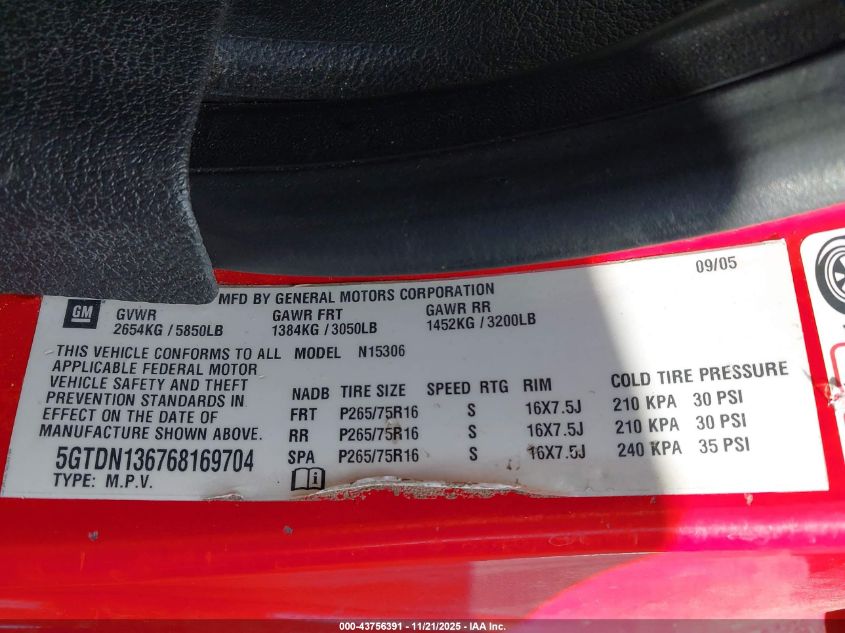 09/05
MFD BY GENERAL MOTORS CORPORATION
GM
GVWR GAWR FRT GAWR RR
2654KG / 5850LB 1384KG / 3050LB 1452KG / 3200LB
THIS VEHICLE CONFORMS TO ALL MODEL N15306
APPLICABLE FEDERAL MOTOR
VEHICLE SAFETY AND THEFT
PREVENTION STANDARDS IN
EFFECT ON THE DATE OF
MANUFACTURE SHOWN ABOVE.
5GTDN136768169704
TYPE: M.P.V.
NADB TIRE SIZE SPEED RTG RIM COLD TIRE PRESSURE
FRT P265/75R16 S 16X7.5J 210 KPA 30 PSI
RR P265/75R16 S 16X7.5J 210 KPA 30 PSI
SPA P265/75R16 S 16X7.5J 240 KPA 35 PSI
000-43756391 - 11/21/2025 - IAA Inc.